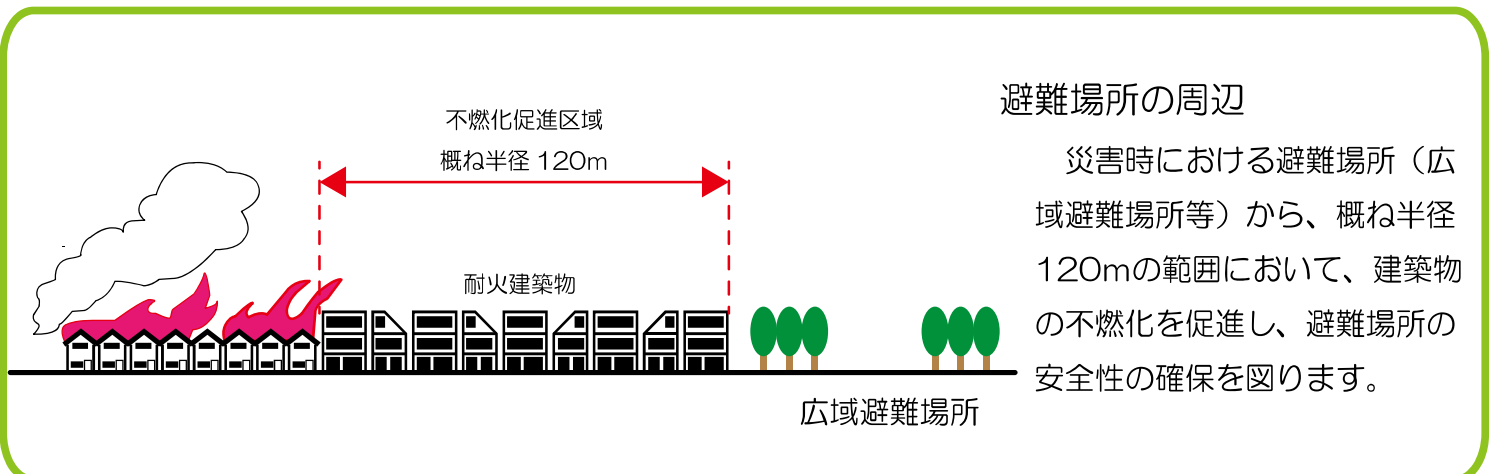 不燃化促進区域
概ね半径 120m
耐火建築物
広域避難場所
避難場所の周辺
災害時における避難場所（広
域避難場所等）から、概ね半径
120mの範囲において、建築物
の不燃化を促進し、避難場所の
安全性の確保を図ります。